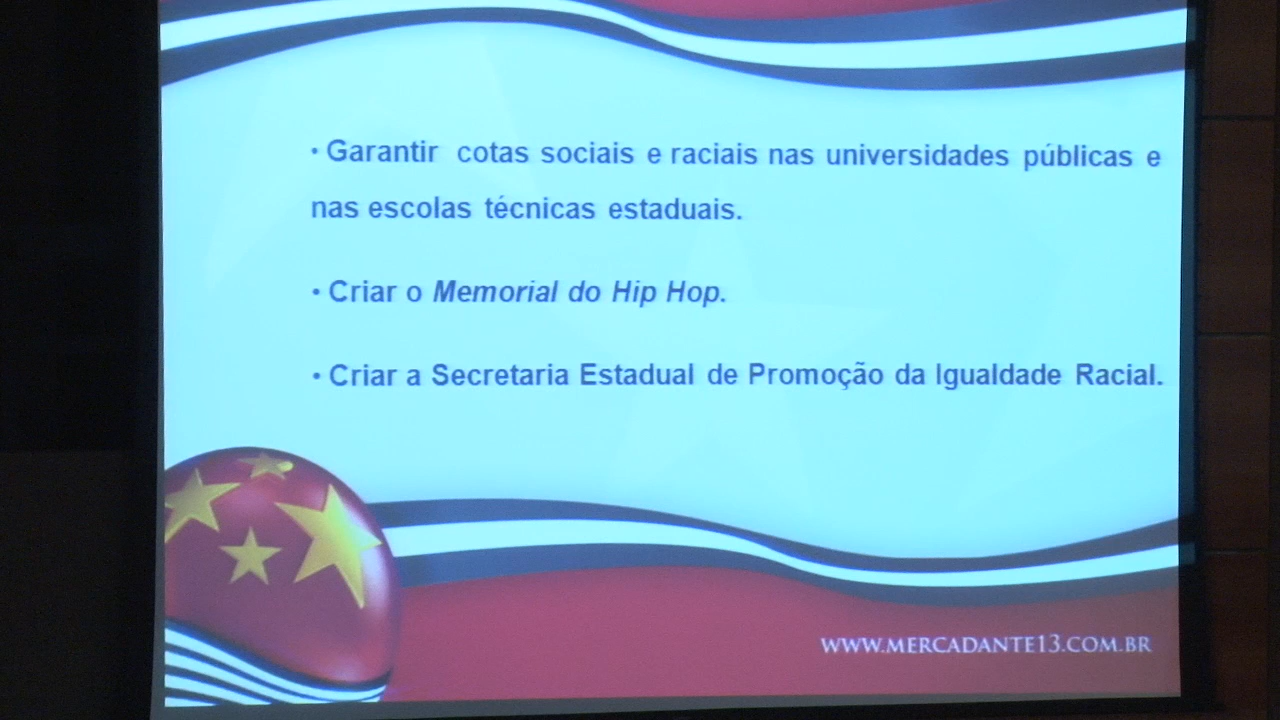 • Garantir cotas sociais e raciais nas universidades públicas e
nas escolas técnicas estaduais.
• Criar o Memorial do Hip Hop.
• Criar a Secretaria Estadual de Promoção da Igualdade Racial.
WWW.MERCADANTE13.COM.BR